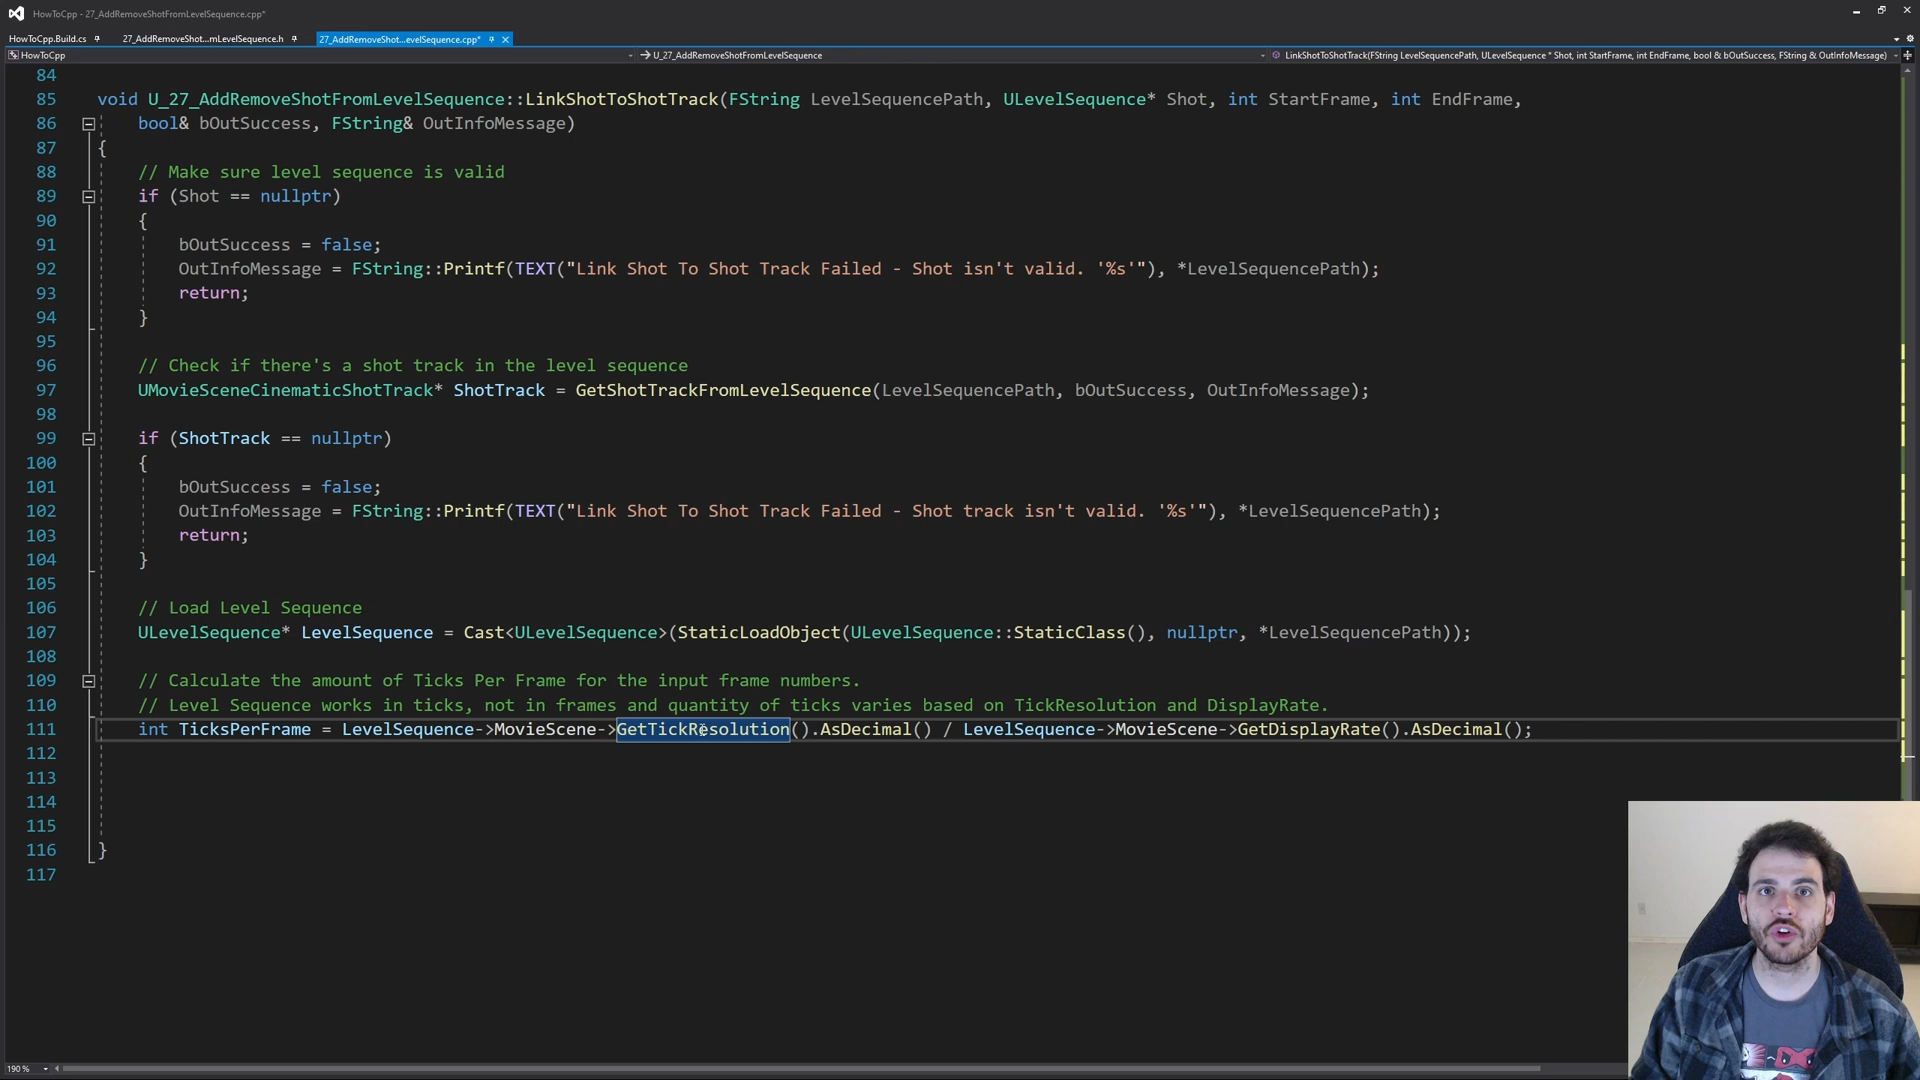 HowToCpp - 27_AddRemoveShotFromLevelSequence.cpp*
HowToCpp.Build.cs
27_AddRemoveShot...mLevelSequence.h
27_AddRemoveShot...evelSequence.cpp*
HowToCpp
U_27_AddRemoveShotFromLevelSequence
LinkShotToShotTrack(FString LevelSequencePath, ULevelSequence * Shot, int StartFrame, int EndFrame, bool & bOutSuccess, FString & OutInfoMessage)
84
85 void U_27_AddRemoveShotFromLevelSequence::LinkShotToShotTrack(FString LevelSequencePath, ULevelSequence* Shot, int StartFrame, int EndFrame,
86 bool& bOutSuccess, FString& OutInfoMessage)
87 {
88 // Make sure level sequence is valid
89 if (Shot == nullptr)
90 {
91 bOutSuccess = false;
92 OutInfoMessage = FString::Printf(TEXT("Link Shot To Shot Track Failed - Shot isn't valid. '%s'"), *LevelSequencePath);
93 return;
94 }
95
96 // Check if there's a shot track in the level sequence
97 UMovieSceneCinematicShotTrack* ShotTrack = GetShotTrackFromLevelSequence(LevelSequencePath, bOutSuccess, OutInfoMessage);
98
99 if (ShotTrack == nullptr)
100 {
101 bOutSuccess = false;
102 OutInfoMessage = FString::Printf(TEXT("Link Shot To Shot Track Failed - Shot track isn't valid. '%s'"), *LevelSequencePath);
103 return;
104 }
105
106 // Load Level Sequence
107 ULevelSequence* LevelSequence = Cast<ULevelSequence>(StaticLoadObject(ULevelSequence::StaticClass(), nullptr, *LevelSequencePath));
108
109 // Calculate the amount of Ticks Per Frame for the input frame numbers.
110 // Level Sequence works in ticks, not in frames and quantity of ticks varies based on TickResolution and DisplayRate.
111 int TicksPerFrame = LevelSequence->MovieScene->GetTickResolution().AsDecimal() / LevelSequence->MovieScene->GetDisplayRate().AsDecimal();
112
113
114
115
116 }
117
190 %